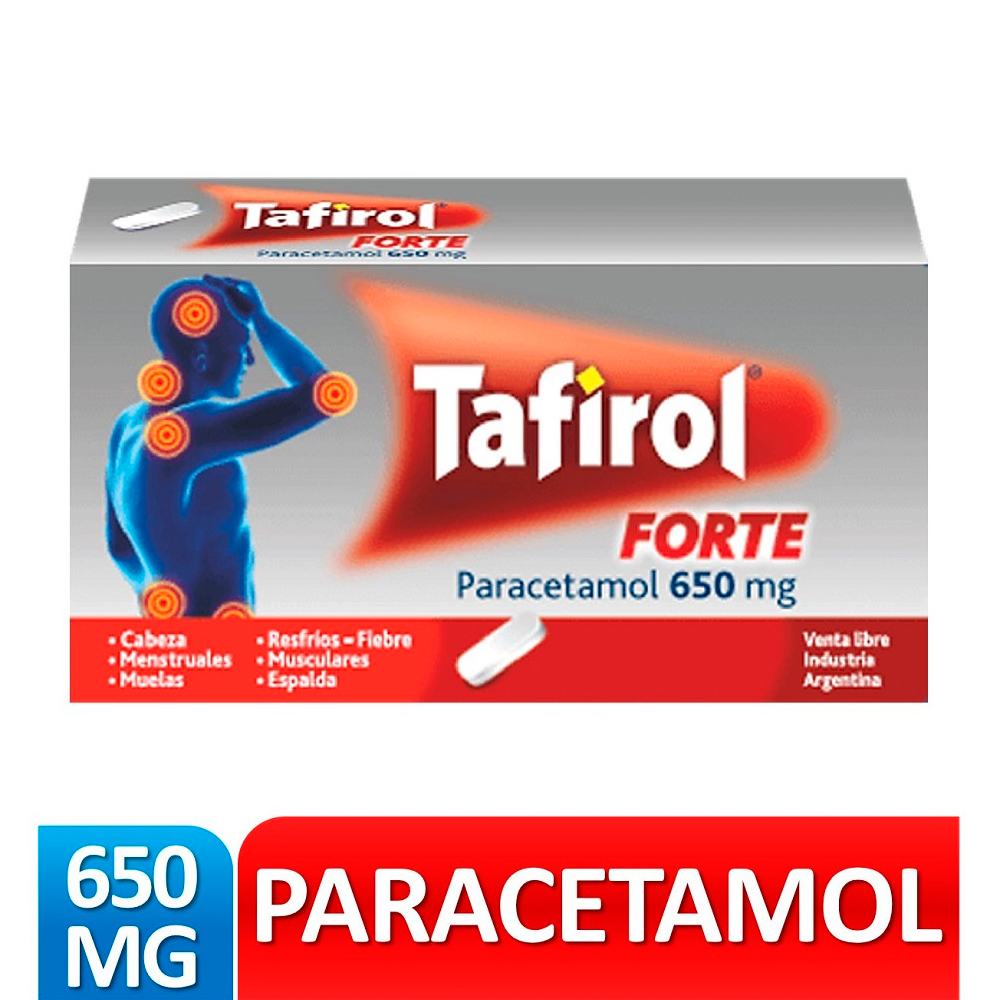 Tafirol®
FORTE
Paracetamol 650 mg
Tafirol®
FORTE
Paracetamol 650 mg
• Cabeza
• Menstruales
• Muelas
• Resfríos - Fiebre
• Musculares
• Espalda
Venta libre
Industria
Argentina
650
MG
PARACETAMOL